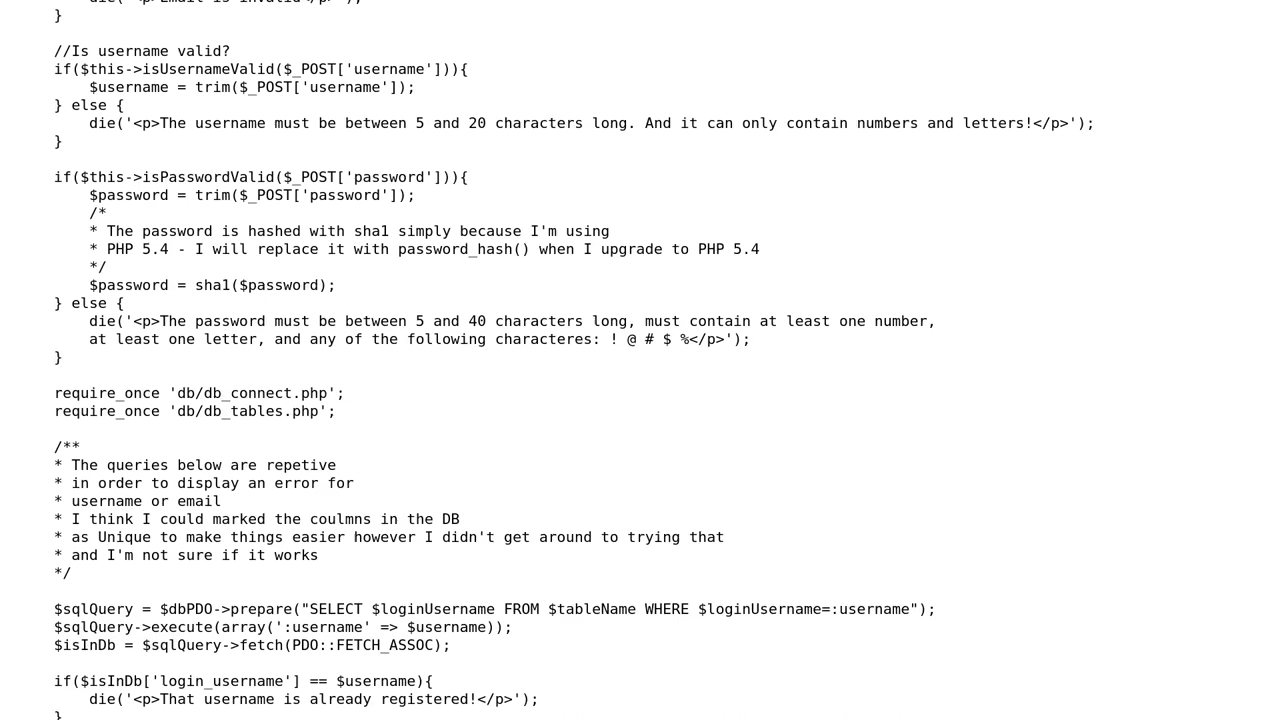 die('<p>Email is invalid</p>');
}
//Is username valid?
if($this->isUsernameValid($_POST['username'])){
$username = trim($_POST['username']);
} else {
die('<p>The username must be between 5 and 20 characters long. And it can only contain numbers and letters!</p>');
}
if($this->isPasswordValid($_POST['password'])){
$password = trim($_POST['password']);
/*
* The password is hashed with sha1 simply because I'm using
* PHP 5.4 - I will replace it with password_hash() when I upgrade to PHP 5.4
*/
$password = sha1($password);
} else {
die('<p>The password must be between 5 and 40 characters long, must contain at least one number,
at least one letter, and any of the following characteres: ! @ # $ %</p>');
}
require_once 'db/db_connect.php';
require_once 'db/db_tables.php';
/**
* The queries below are repetive
* in order to display an error for
* username or email
* I think I could marked the coulmns in the DB
* as Unique to make things easier however I didn't get around to trying that
* and I'm not sure if it works
*/
$sqlQuery = $dbPDO->prepare("SELECT $loginUsername FROM $tableName WHERE $loginUsername=:username");
$sqlQuery->execute(array(':username' => $username));
$isInDb = $sqlQuery->fetch(PDO::FETCH_ASSOC);
if($isInDb['login_username'] == $username){
die('<p>That username is already registered!</p>');
}